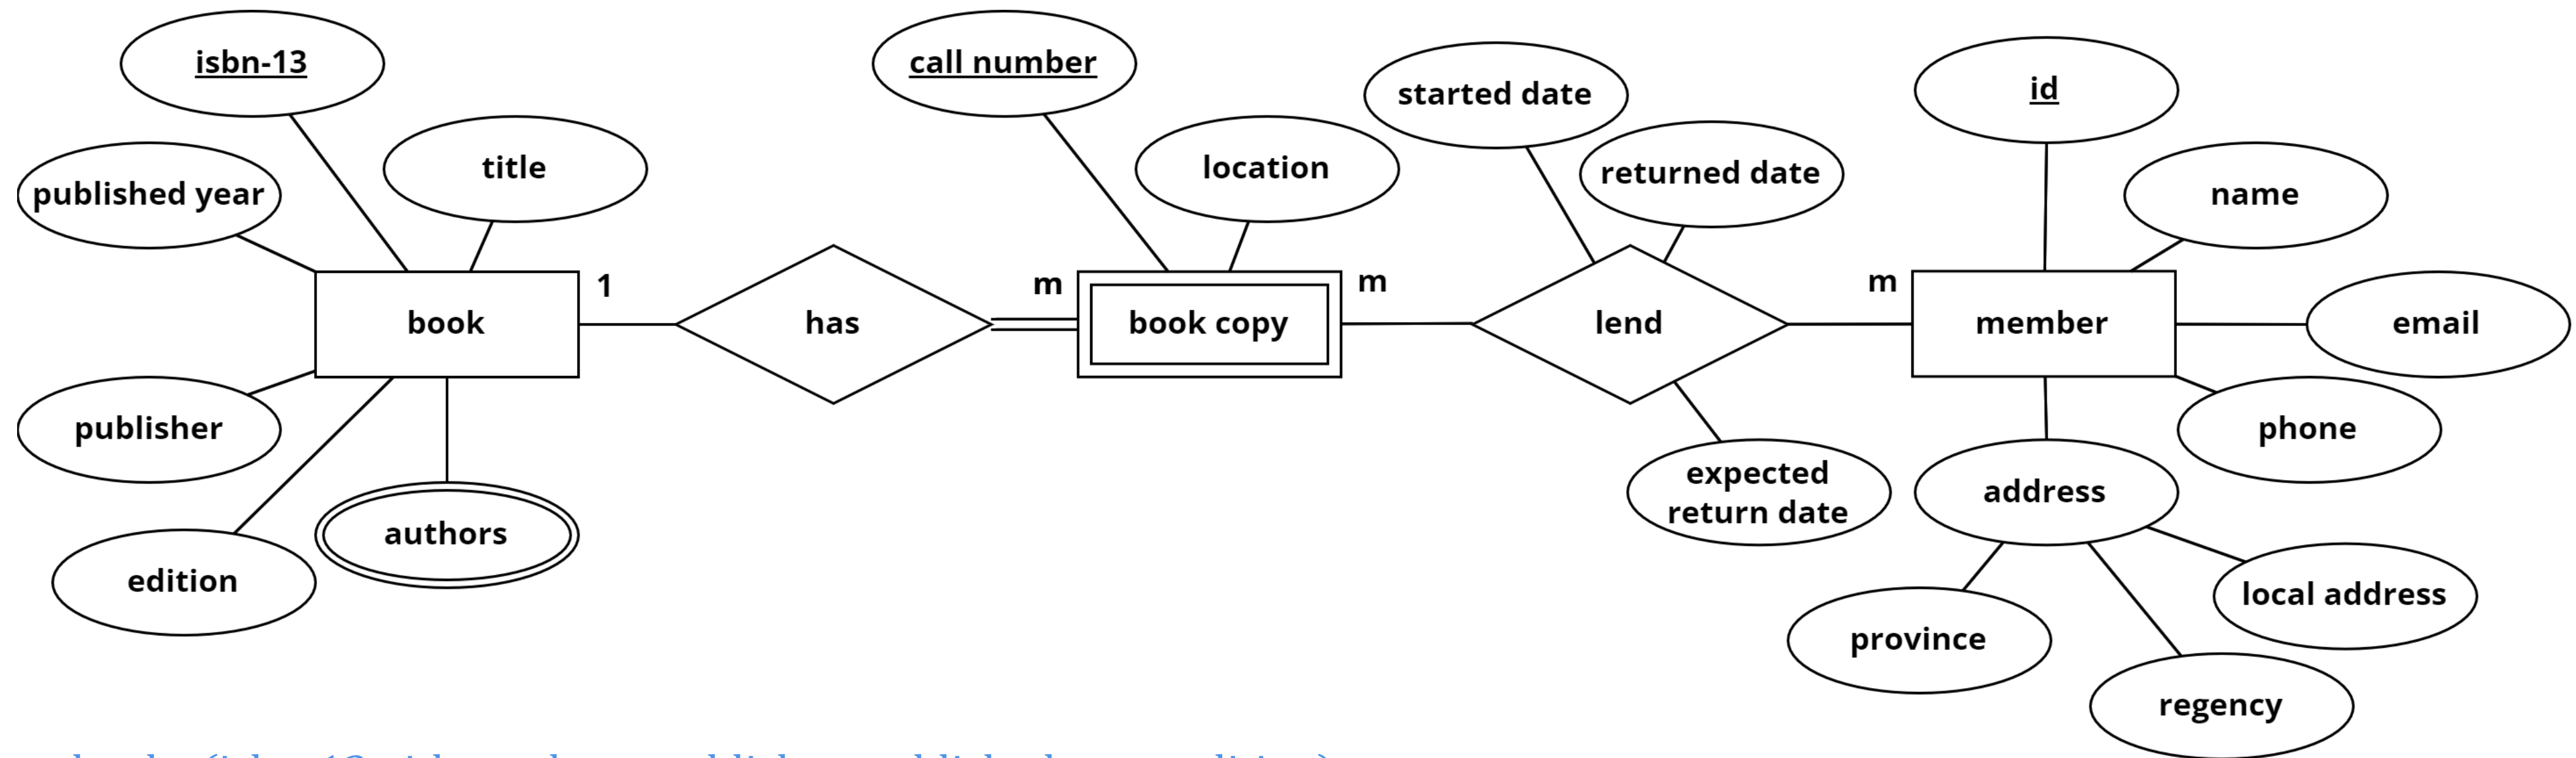 isbn-13
call number
started date
id
title
location
returned date
published year
name
1
m
m
m
book
has
book copy
lend
member
email
publisher
phone
expected
return date
address
authors
edition
local address
province
regency